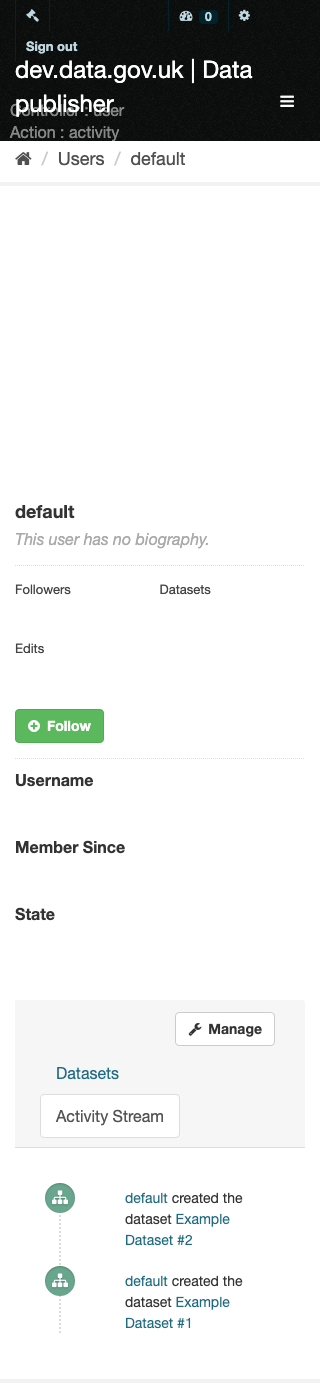 0
Sign out
dev.data.gov.uk | Data
publisher
Controller : user
Action : activity
/ Users / default
default
This user has no biography.
Followers Datasets
Edits
Follow
Username
Member Since
State
Manage
Datasets
Activity Stream
default created the
dataset Example
Dataset #2
default created the
dataset Example
Dataset #1